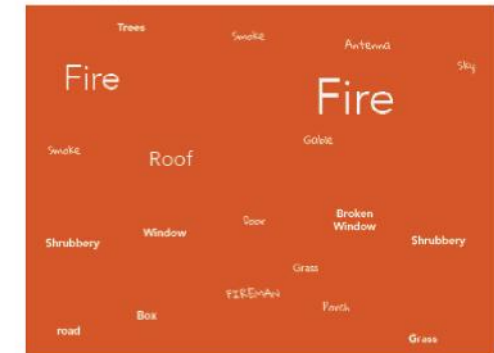 Trees
Smoke
Antenna
Sky
Fire
Fire
Gable
Smoke
Roof
Door
Broken
Window
Window
Shrubbery
Shrubbery
Grass
FIREMAN
Porch
Box
road
Grass